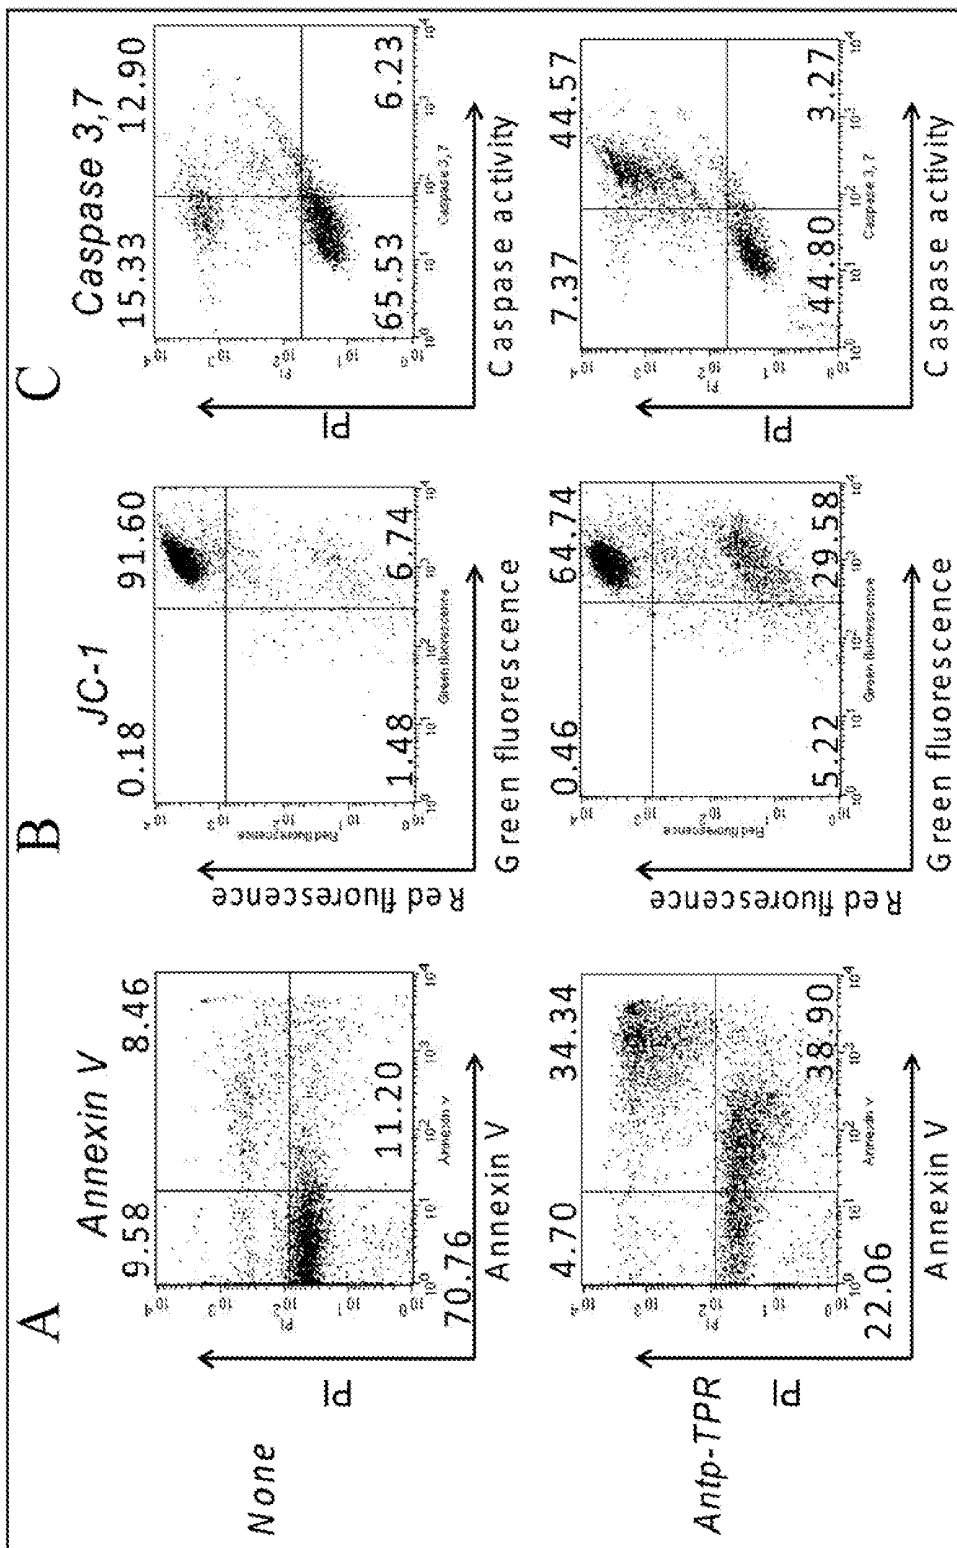 A
B
C
Annexin V
JC-1
Caspase 3,7
None
9.58
8.46
11.20
70.76
PI
Annexin V
0.18
91.60
1.48
6.74
Red fluorescence
Green fluorescence
15.33
12.90
65.53
6.23
PI
Caspase activity
Antp-TPR
4.70
34.34
22.06
38.90
PI
Annexin V
0.46
64.74
5.22
29.58
Red fluorescence
Green fluorescence
7.37
44.57
44.80
3.27
PI
Caspase activity